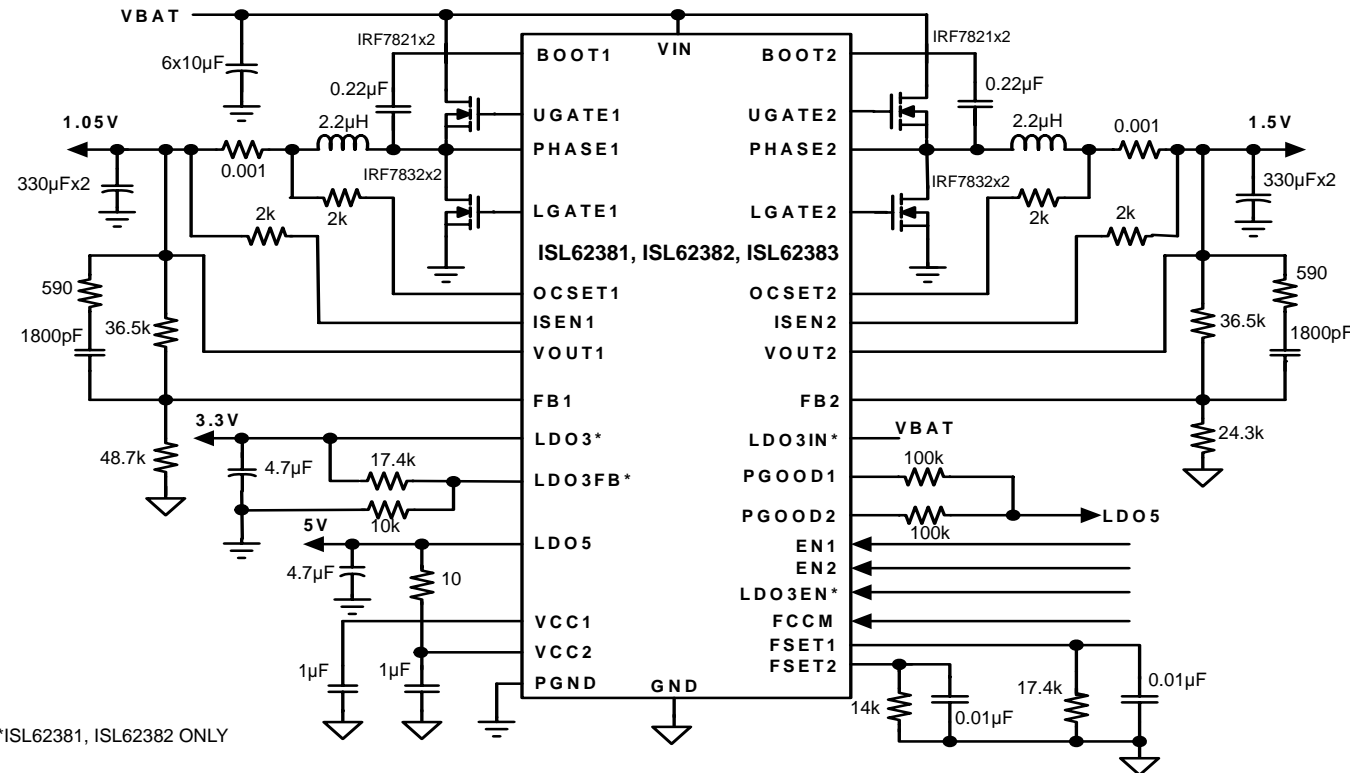 VBAT
6x10µF
IRF7821x2
BOOT1
VIN
BOOT2
IRF7821x2
0.22µF
0.22µF
UGATE1
UGATE2
1.05V
2.2µH
2.2µH
0.001
1.5V
0.001
PHASE1
PHASE2
330µFx2
IRF7832x2
IRF7832x2
330µFx2
2k
2k
LGATE1
LGATE2
2k
2k
ISL62381, ISL62382, ISL62383
590
OCSET1
OCSET2
590
36.5k
ISEN1
ISEN2
36.5k
1800pF
VOUT1
VOUT2
1800pF
FB1
FB2
3.3V
LDO3*
LDO3IN*
VBAT
24.3k
48.7k
4.7µF
17.4k
LDO3FB*
PGOOD1
100k
10k
PGOOD2
100k
LDO5
5V
LDO5
EN1
4.7µF
10
EN2
LDO3EN*
VCC1
FCCM
1µF
1µF
VCC2
FSET1
FSET2
PGND
GND
14k
0.01µF
17.4k
0.01µF
*ISL62381, ISL62382 ONLY